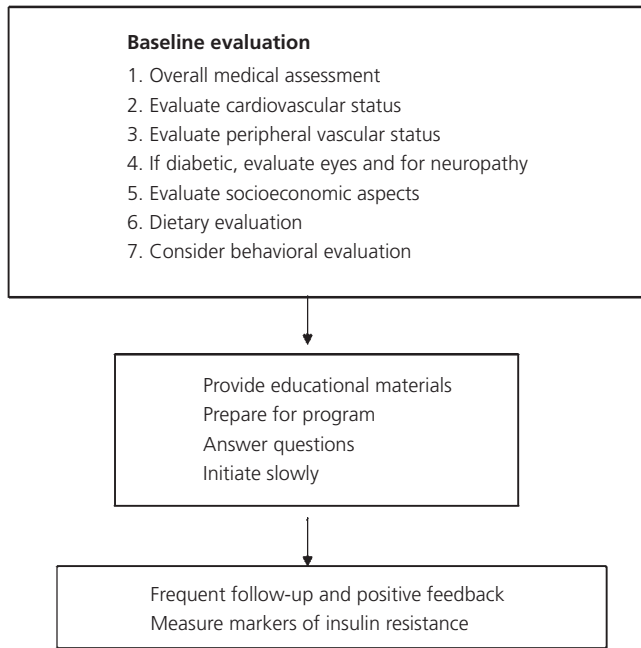 Baseline evaluation
1. Overall medical assessment
2. Evaluate cardiovascular status
3. Evaluate peripheral vascular status
4. If diabetic, evaluate eyes and for neuropathy
5. Evaluate socioeconomic aspects
6. Dietary evaluation
7. Consider behavioral evaluation
Provide educational materials
Prepare for program
Answer questions
Initiate slowly
Frequent follow-up and positive feedback
Measure markers of insulin resistance